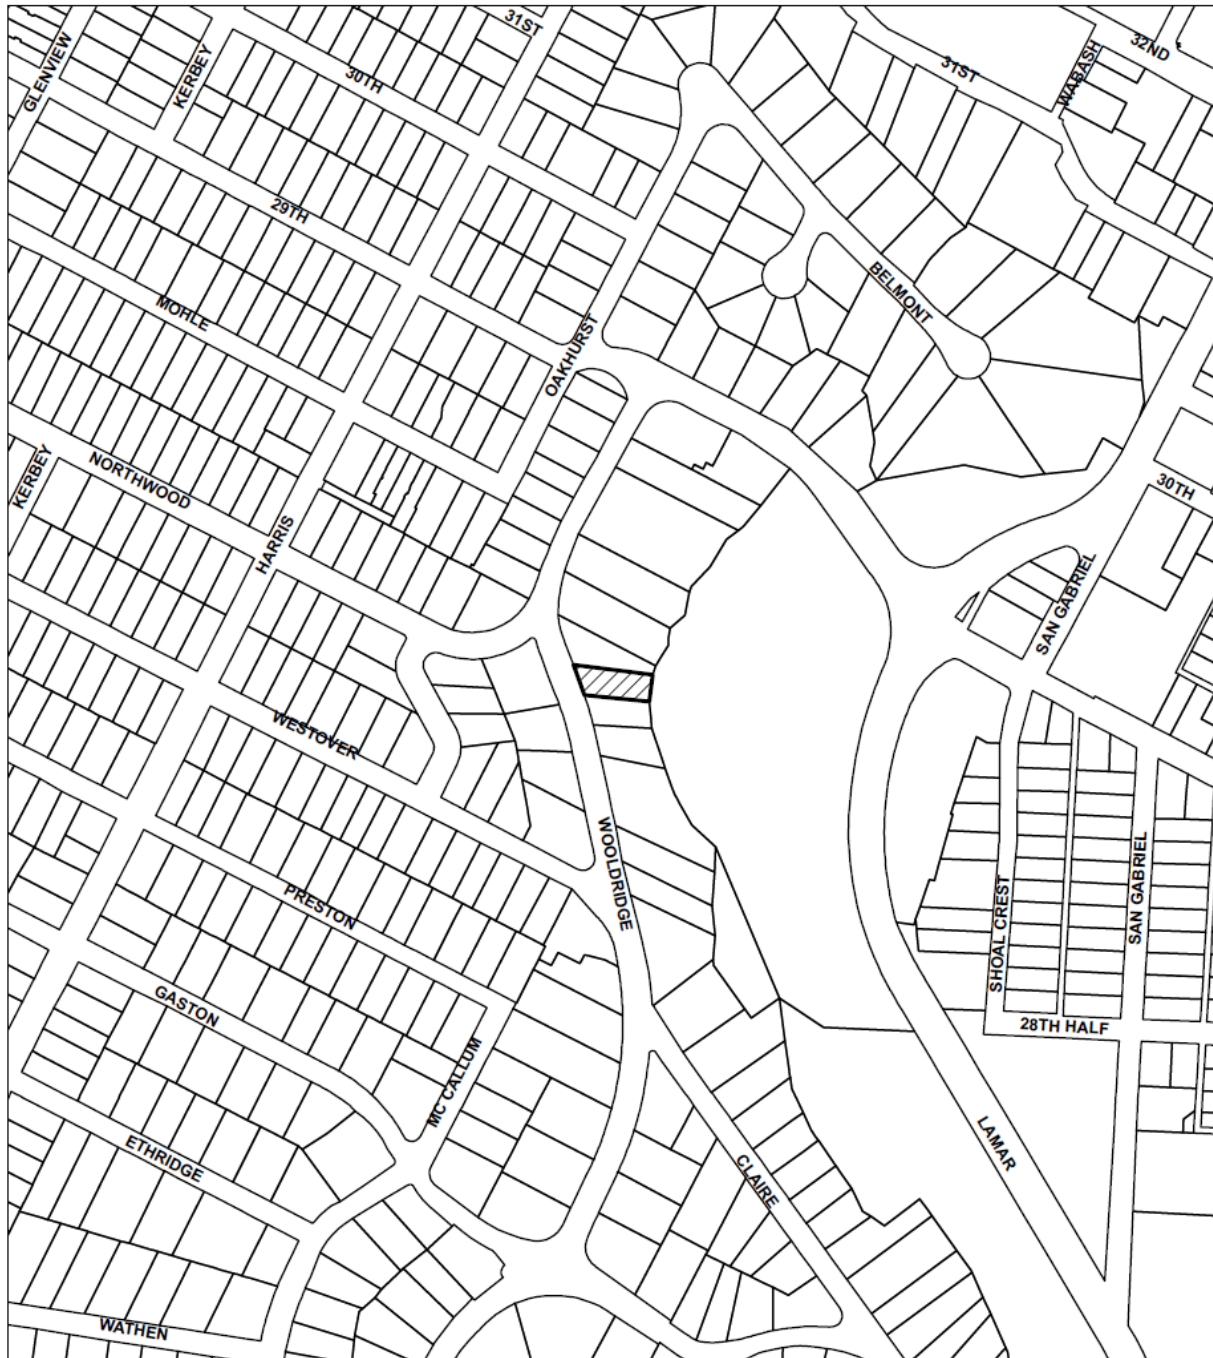 31ST
32ND
GLENVIEW
KERBEY
30TH
31ST
WABASH
29TH
BELMONT
MOHLE
OAKHURST
KERBEY
NORTHWOOD
30TH
HARRIS
SAN GABRIEL
WESTOVER
WOOLDRIDGE
SAN GABRIEL
PRESTON
SHOAL CREST
GASTON
28TH HALF
MC CALLUM
LAMAR
ETHRIDGE
CLAIRE
WATHEN